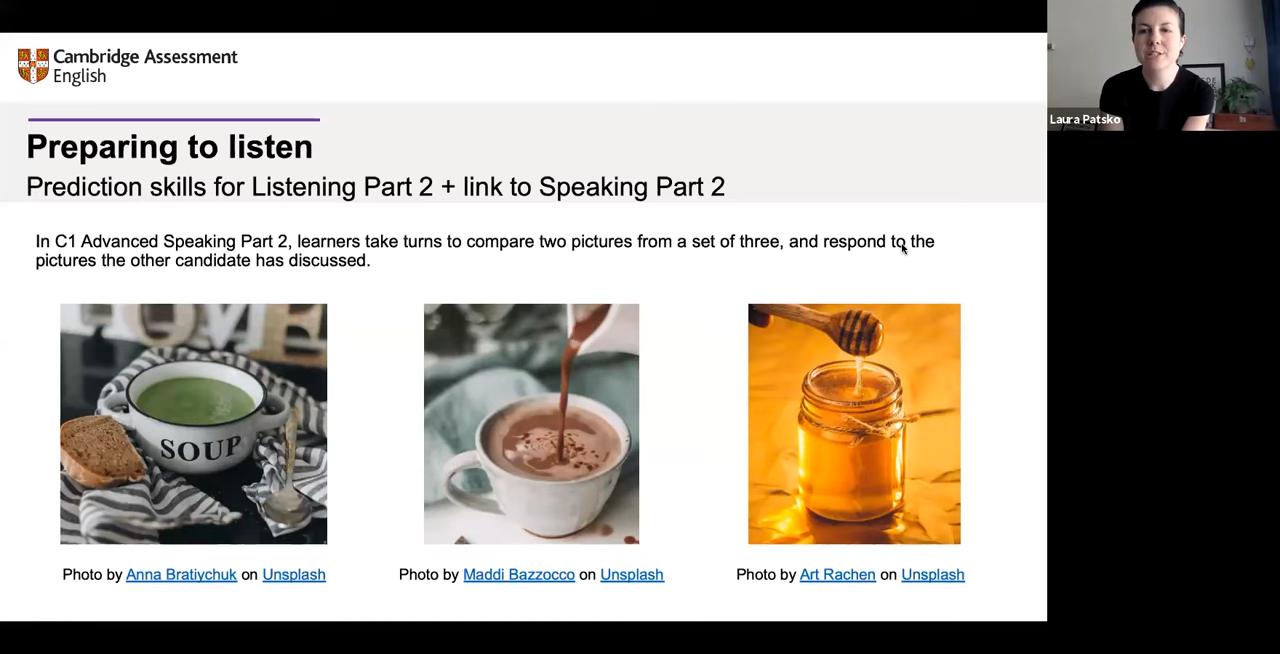 Cambridge Assessment
English
Laura Patsko
Preparing to listen
Prediction skills for Listening Part 2 + link to Speaking Part 2
In C1 Advanced Speaking Part 2, learners take turns to compare two pictures from a set of three, and respond to the
pictures the other candidate has discussed.
SOUP
Photo by Anna Bratiychuk on Unsplash
Photo by Maddi Bazzocco on Unsplash
Photo by Art Rachen on Unsplash